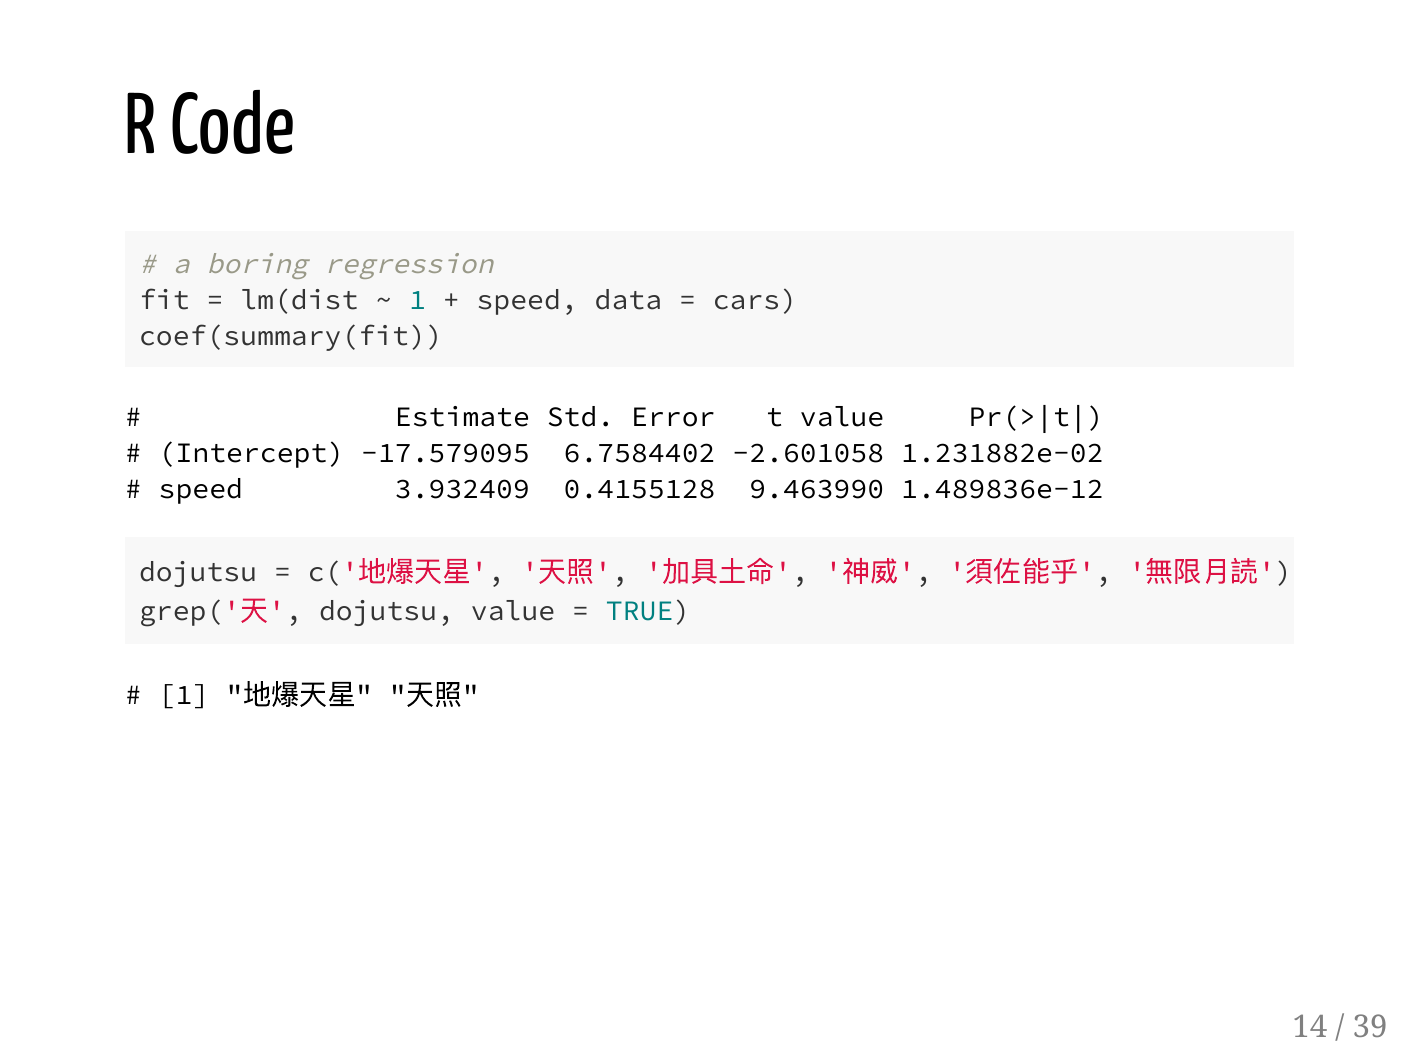 R Code
# a boring regression
fit = lm(dist ~ 1 + speed, data = cars)
coef(summary(fit))
#               Estimate Std. Error   t value     Pr(>|t|)
# (Intercept) -17.579095  6.7584402 -2.601058 1.231882e-02
# speed         3.932409  0.4155128  9.463990 1.489836e-12
dojutsu = c('地爆天星', '天照', '加具土命', '神威', '須佐能乎', '無限月読')
grep('天', dojutsu, value = TRUE)
# [1] "地爆天星" "天照"
14 / 39